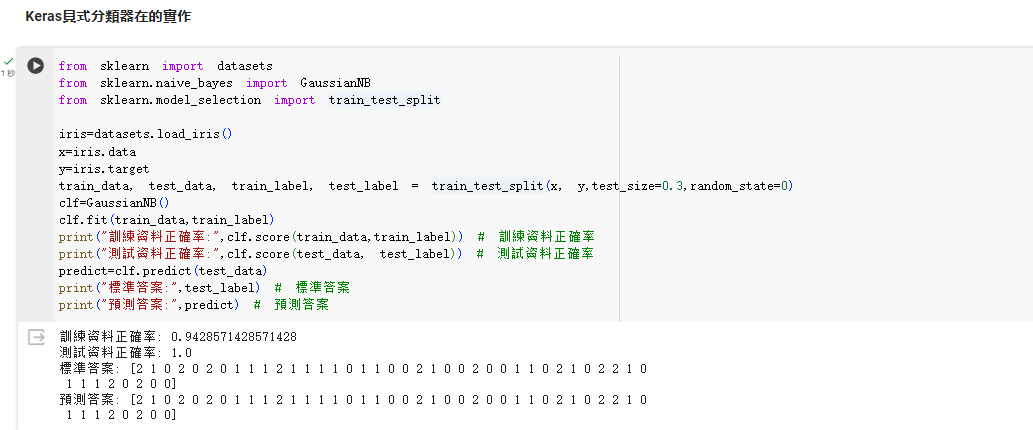 Keras貝式分類器在的實作
1 秒
from sklearn import datasets
from sklearn.naive_bayes import GaussianNB
from sklearn.model_selection import train_test_split
iris=datasets.load_iris()
x=iris.data
y=iris.target
train_data, test_data, train_label, test_label = train_test_split(x, y,test_size=0.3,random_state=0)
clf=GaussianNB()
clf.fit(train_data,train_label)
print("訓練資料正確率:",clf.score(train_data,train_label)) # 訓練資料正確率
print("測試資料正確率:",clf.score(test_data, test_label)) # 測試資料正確率
predict=clf.predict(test_data)
print("標準答案:",test_label) # 標準答案
print("預測答案:",predict) # 預測答案
訓練資料正確率: 0.9428571428571428
測試資料正確率: 1.0
標準答案: [2 1 0 2 0 2 0 1 1 1 2 1 1 1 1 0 1 1 0 0 2 1 0 0 2 0 0 1 1 0 2 1 0 2 2 1 0
1 1 1 2 0 2 0 0]
預測答案: [2 1 0 2 0 2 0 1 1 1 2 1 1 1 1 0 1 1 0 0 2 1 0 0 2 0 0 1 1 0 2 1 0 2 2 1 0
1 1 1 2 0 2 0 0]